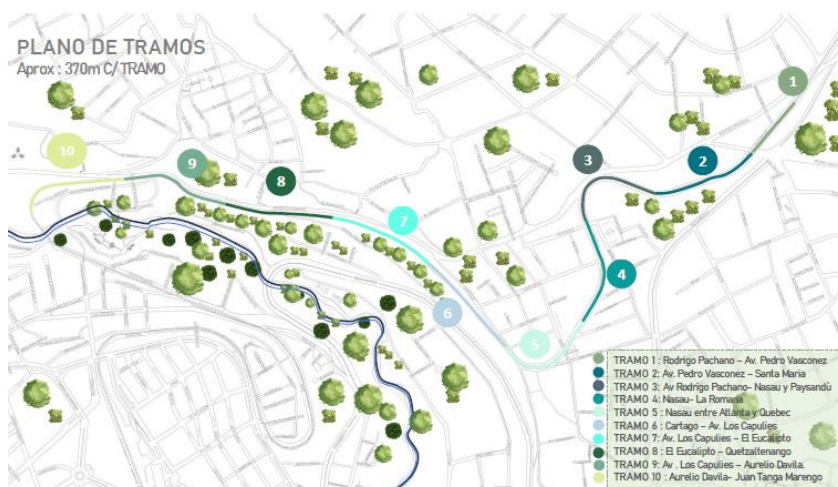 PLANO DE TRAMOS
Aprox : 370m C/ TRAMO
1
2
3
4
5
6
7
8
9
10
TRAMO 1 : Rodrigo Pachano – Av. Pedro Vasconez
TRAMO 2: Av. Pedro Vasconez – Santa Maria
TRAMO 3: Av Rodrigo Pachano- Nasau y Paysandù
TRAMO 4: Nasau- La Romana
TRAMO 5 : Nasau entre Atlanta y Quebec
TRAMO 6 : Cartago – Av. Los Capulies
TRAMO 7: Av. Los Capulies – El Eucalipto
TRAMO 8 : El Eucalipto – Quetzaltenango
TRAMO 9: Av . Los Capulies – Aurelio Davila.
TRAMO 10 : Aurelio Davila- Juan Tanga Marengo